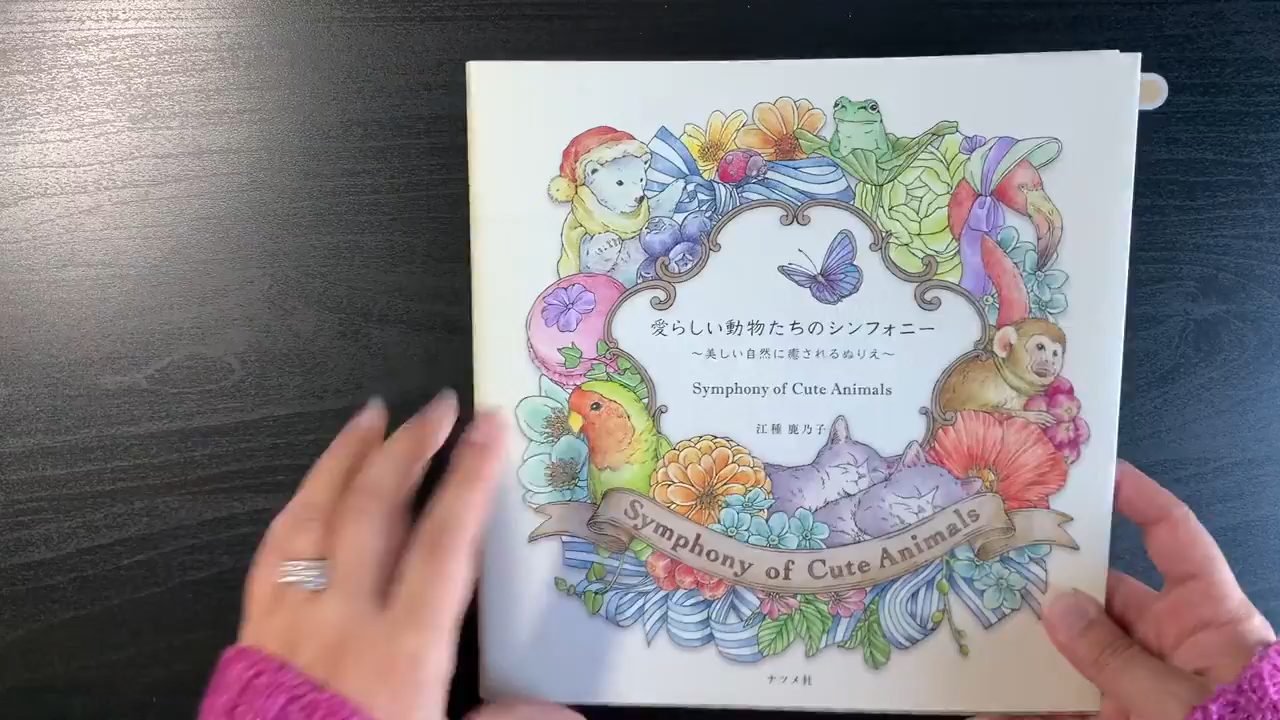 愛らしい動物たちのシンフォニー
〜美しい自然に癒されるぬりえ〜
Symphony of Cute Animals
江種 鹿乃子
Symphony of Cute Animals
ナツメ社